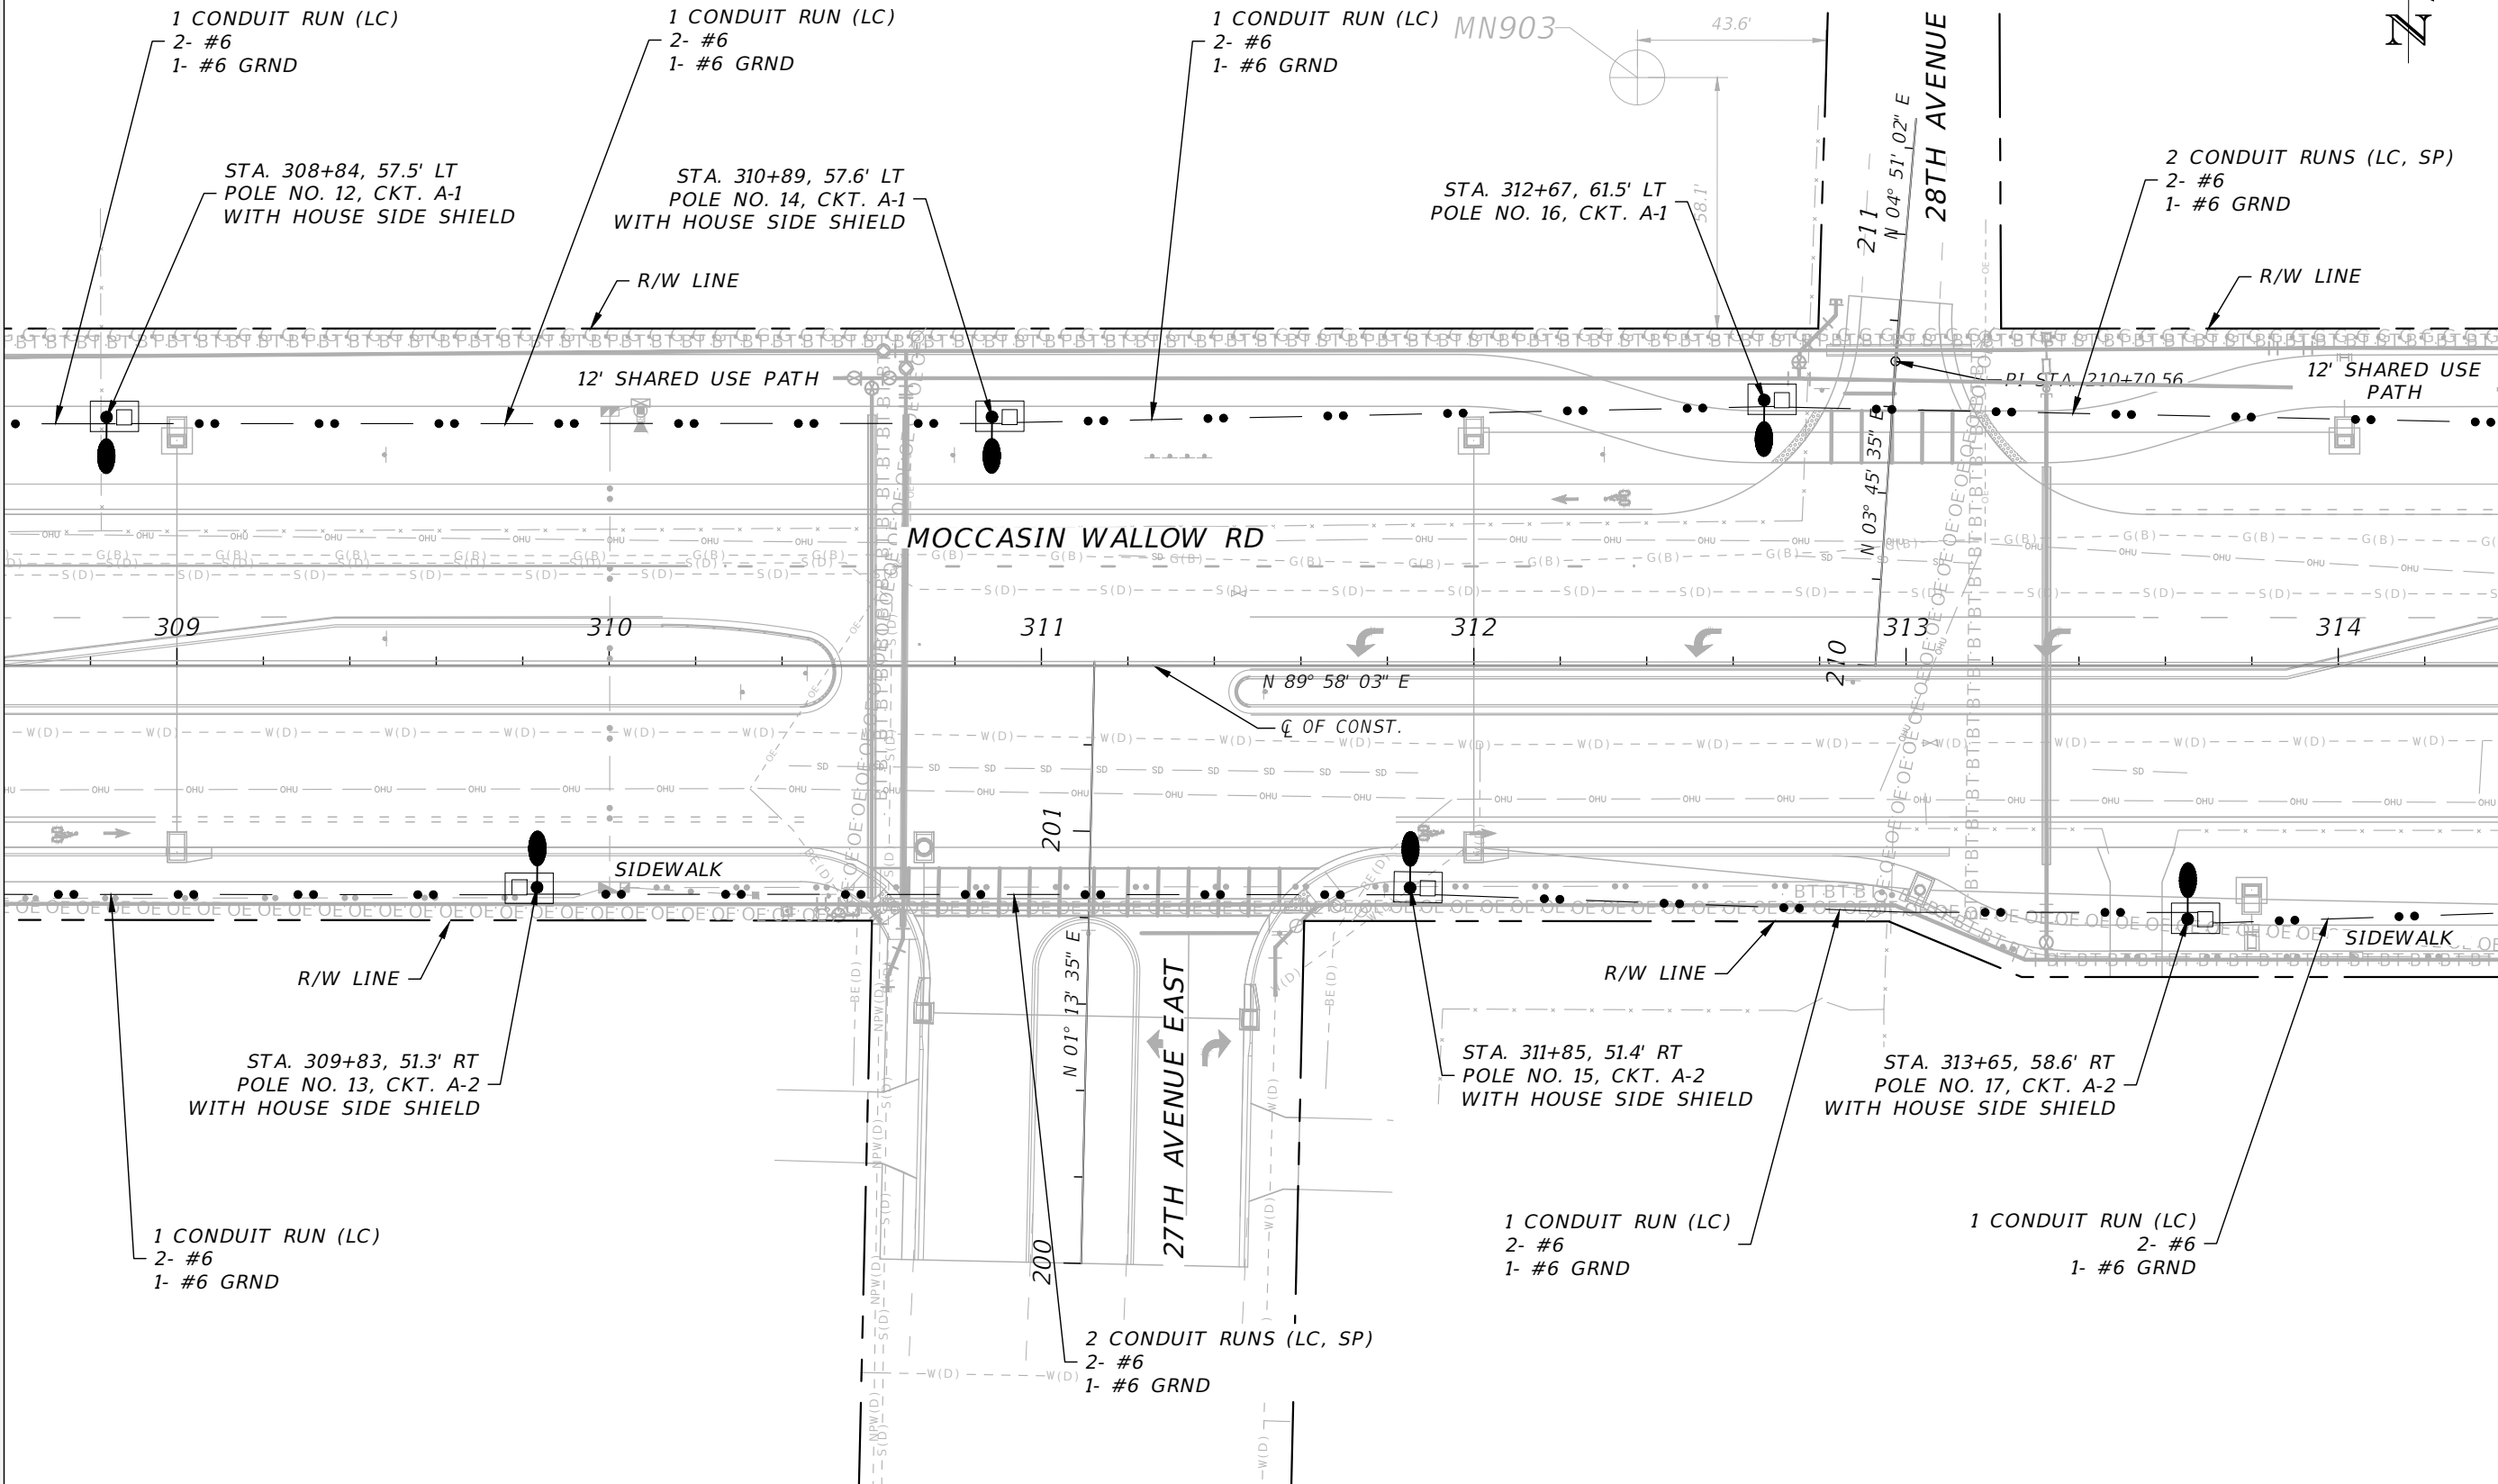 1 CONDUIT RUN (LC)
2- #6
1- #6 GRND
1 CONDUIT RUN (LC)
2- #6
1- #6 GRND
1 CONDUIT RUN (LC)
2- #6
1- #6 GRND
MN903
43.6'
58.1'
28TH AVENUE
N 04° 51' 02" E
211
N
STA. 308+84, 57.5' LT
POLE NO. 12, CKT. A-1
WITH HOUSE SIDE SHIELD
STA. 310+89, 57.6' LT
POLE NO. 14, CKT. A-1
WITH HOUSE SIDE SHIELD
STA. 312+67, 61.5' LT
POLE NO. 16, CKT. A-1
2 CONDUIT RUNS (LC, SP)
2- #6
1- #6 GRND
R/W LINE
R/W LINE
12' SHARED USE PATH
PI STA. 210+70.56
12' SHARED USE
PATH
N 03° 45' 35" E
MOCCASIN WALLOW RD
309
310
311
312
313
314
210
N 89° 58' 03" E
℄ OF CONST.
201
SIDEWALK
R/W LINE
N 01° 13' 35" E
27TH AVENUE EAST
200
R/W LINE
SIDEWALK
STA. 309+83, 51.3' RT
POLE NO. 13, CKT. A-2
WITH HOUSE SIDE SHIELD
STA. 311+85, 51.4' RT
POLE NO. 15, CKT. A-2
WITH HOUSE SIDE SHIELD
STA. 313+65, 58.6' RT
POLE NO. 17, CKT. A-2
WITH HOUSE SIDE SHIELD
1 CONDUIT RUN (LC)
2- #6
1- #6 GRND
2 CONDUIT RUNS (LC, SP)
2- #6
1- #6 GRND
1 CONDUIT RUN (LC)
2- #6
1- #6 GRND
1 CONDUIT RUN (LC)
2- #6
1- #6 GRND